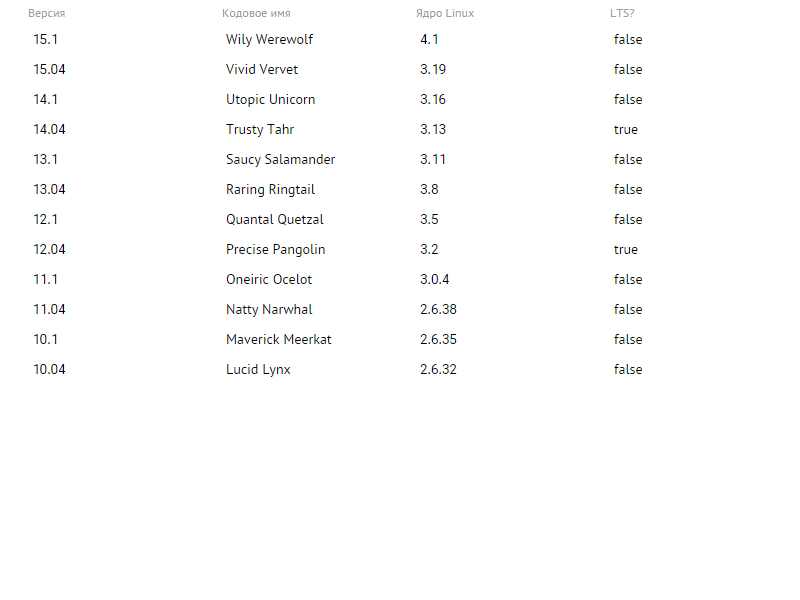 Версия Кодовое имя Ядро Linux LTS?
15.1 Wily Werewolf 4.1 false
15.04 Vivid Vervet 3.19 false
14.1 Utopic Unicorn 3.16 false
14.04 Trusty Tahr 3.13 true
13.1 Saucy Salamander 3.11 false
13.04 Raring Ringtail 3.8 false
12.1 Quantal Quetzal 3.5 false
12.04 Precise Pangolin 3.2 true
11.1 Oneiric Ocelot 3.0.4 false
11.04 Natty Narwhal 2.6.38 false
10.1 Maverick Meerkat 2.6.35 false
10.04 Lucid Lynx 2.6.32 false